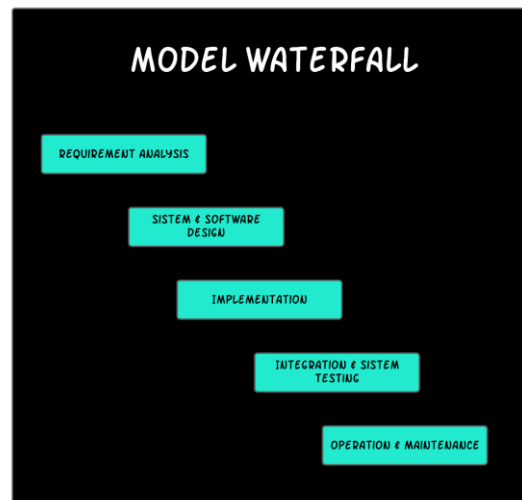 MODEL WATERFALL
REQUIREMENT ANALYSIS
SISTEM & SOFTWARE
DESIGN
IMPLEMENTATION
INTEGRATION & SISTEM
TESTING
OPERATION & MAINTENANCE